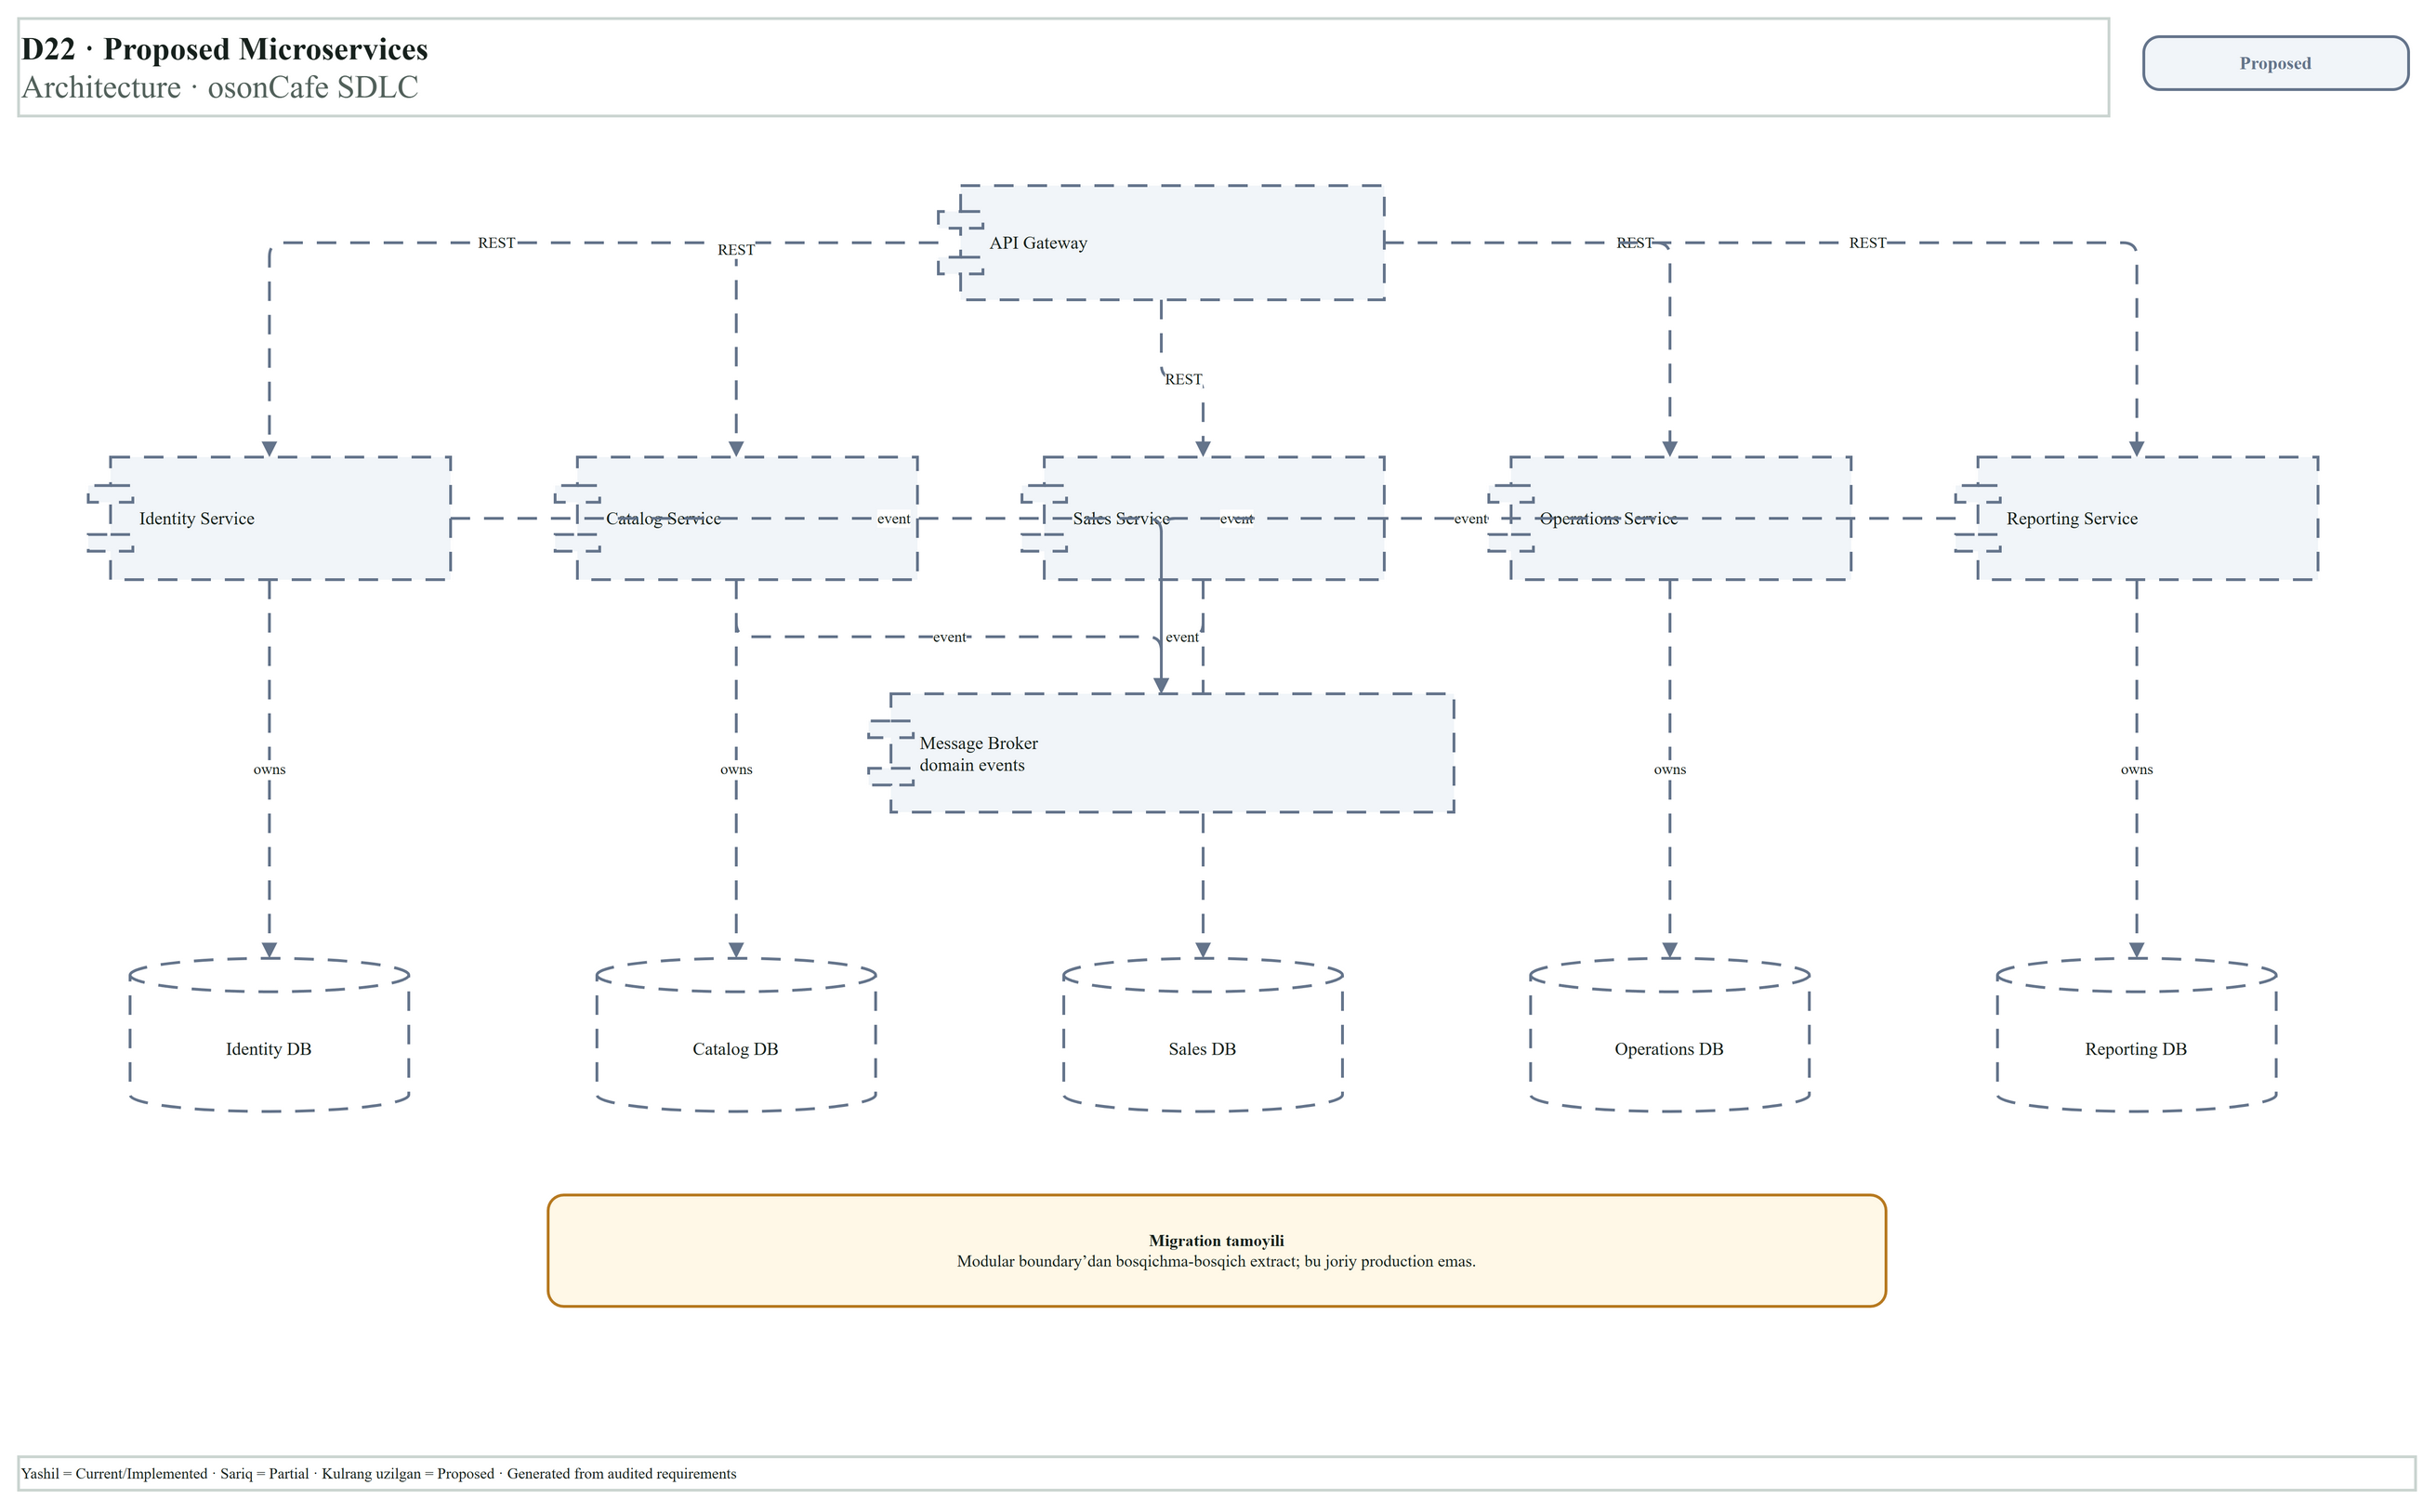 D22 · Proposed Microservices
Architecture · osonCafe SDLC
Proposed
API Gateway
REST
REST
REST
REST
REST
Identity Service
Catalog Service
event
Sales Service
event
event
Operations Service
Reporting Service
event
event
Message Broker
domain events
owns
owns
owns
owns
Identity DB
Catalog DB
Sales DB
Operations DB
Reporting DB
Migration tamoyili
Modular boundary’dan bosqichma-bosqich extract; bu joriy production emas.
Yashil = Current/Implemented · Sariq = Partial · Kulrang uzilgan = Proposed · Generated from audited requirements